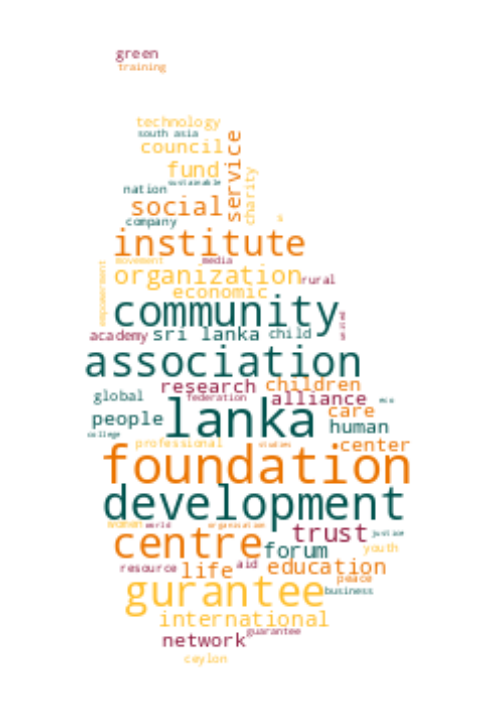 green
training
technology
south asia
council
service
fund
charity
sustainable
nation
social
company
s
institute
movement
media
organization
rural
empowerment
economic
community
united
academy
sri lanka
child
association
research
children
federation
alliance
global
eco
lanka
care
people
human
college
professional
studies
center
foundation
development
women
world
organisation
trust
justice
centre
forum
youth
resource
life
aid
education
peace
gurantee
business
international
guarantee
network
ceylon